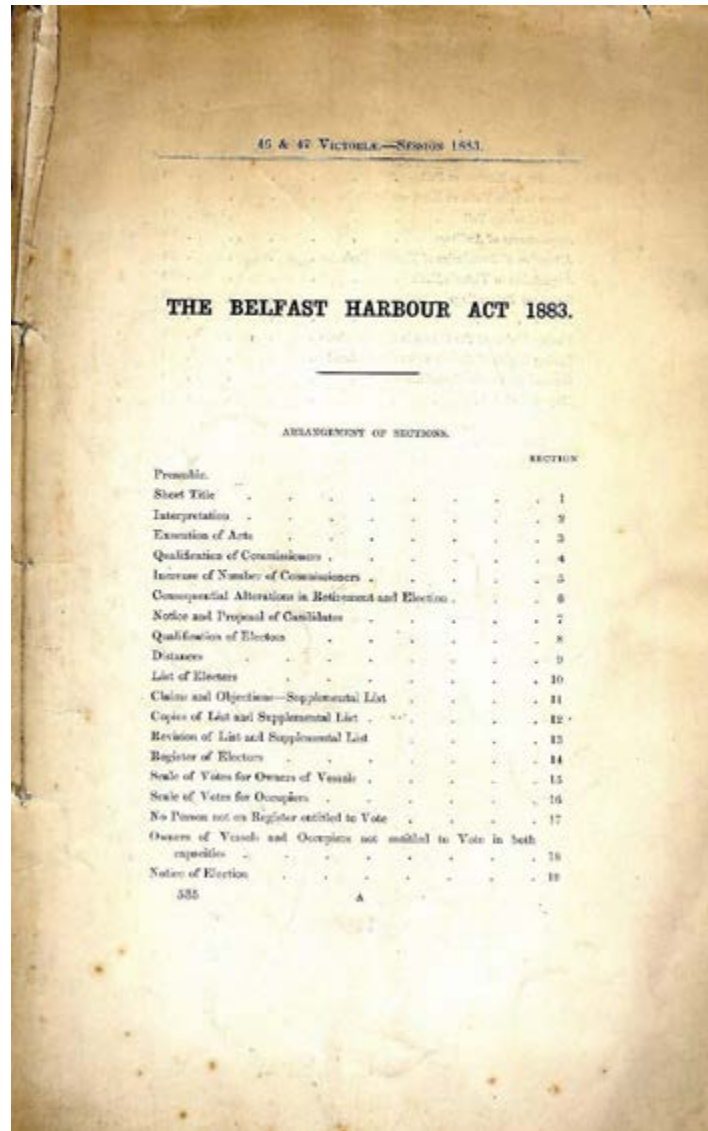 46 & 47 VICTORIÆ.—SESSION 1883.
THE BELFAST HARBOUR ACT 1883.
ARRANGEMENT OF SECTIONS.
SECTION
Preamble.
Short Title . . . . . . . 1
Interpretation . . . . . . . 2
Execution of Acts . . . . . . 3
Qualification of Commissioners . . . . . 4
Increase of Number of Commissioners . . . . 5
Consequential Alterations in Retirement and Election . . . 6
Notice and Proposal of Candidates . . . . 7
Qualification of Electors . . . . . 8
Distances . . . . . . . 9
List of Electors . . . . . . 10
Claims and Objections—Supplemental List . . . . 11
Copies of List and Supplemental List . . . . . 12
Revision of List and Supplemental List . . . . 13
Register of Electors . . . . . . 14
Scale of Votes for Owners of Vessels . . . . . 15
Scale of Votes for Occupiers . . . . . 16
No Person not on Register entitled to Vote . . . . 17
Owners of Vessels and Occupiers not entitled to Vote in both
capacities . . . . . . . 18
Notice of Election . . . . . . 19
535 A